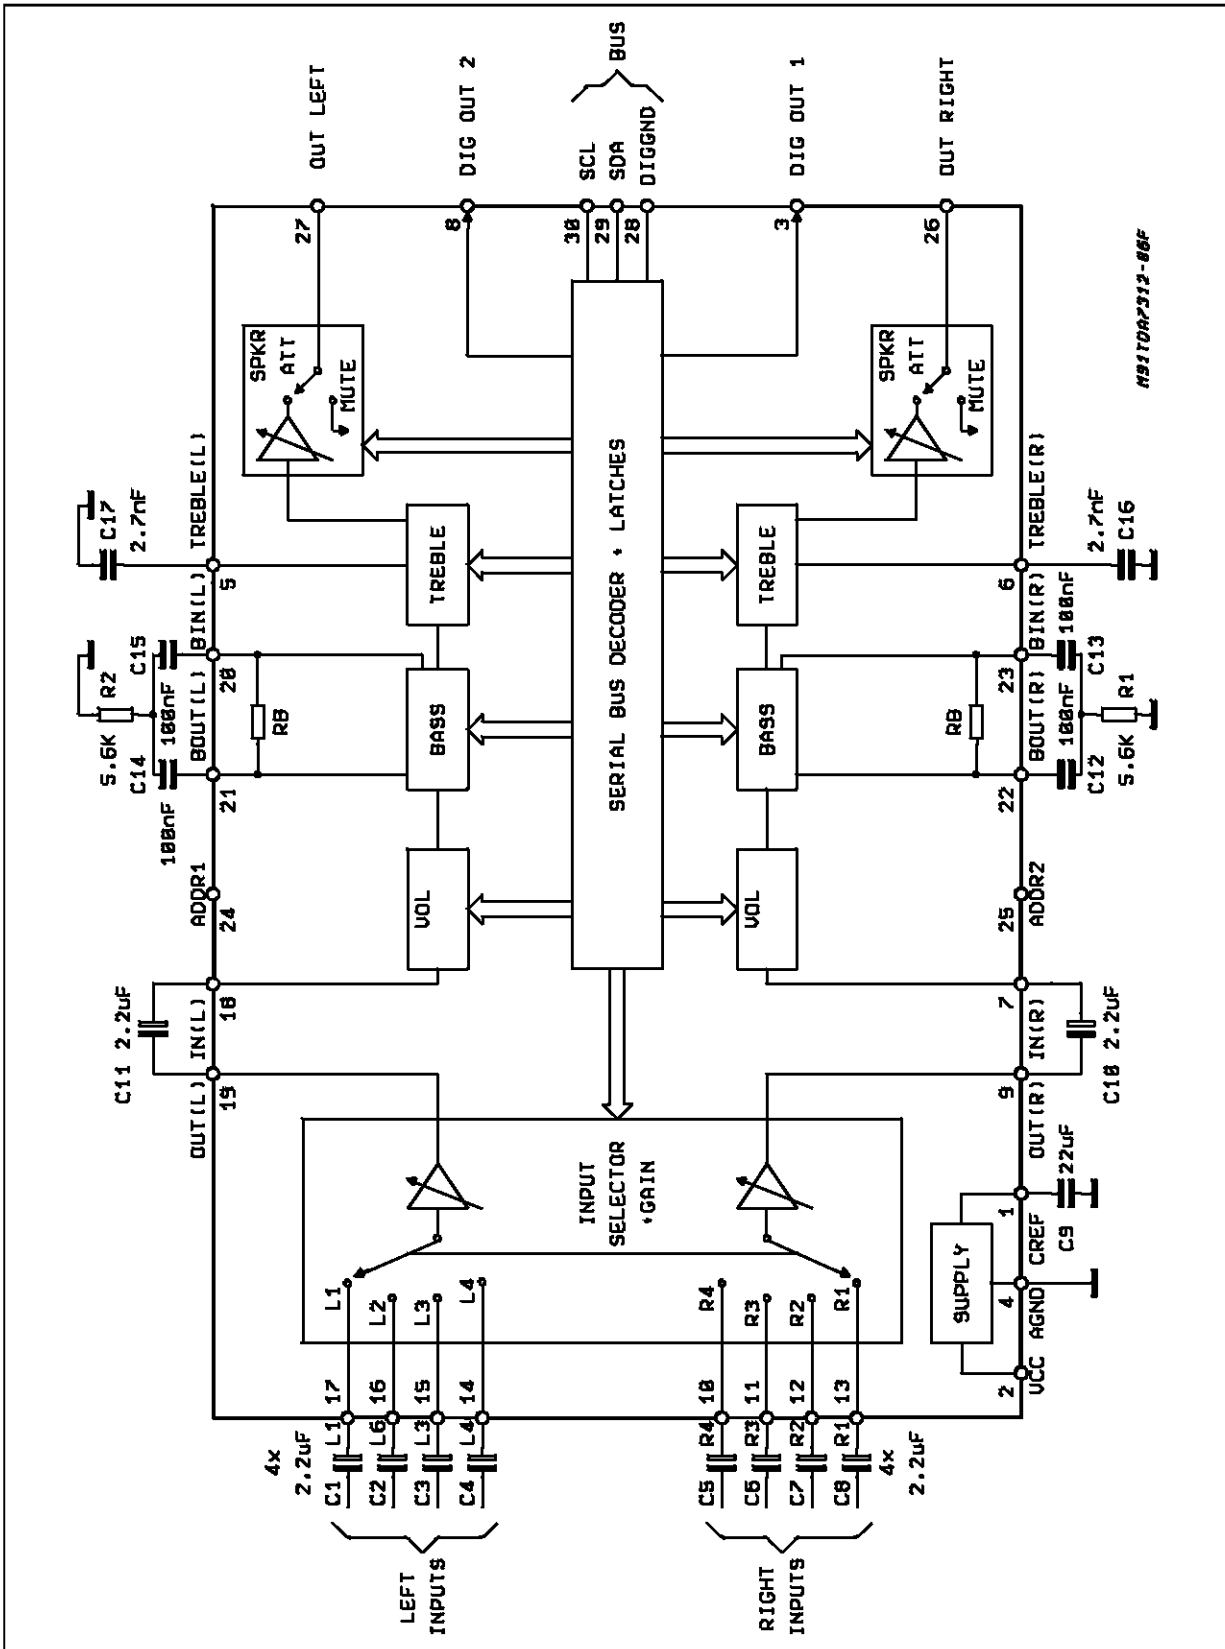 4x
2.2uF
LEFT
INPUTS
C1
C2
C3
C4
L1
L6
L3
L4
17
16
15
14
L1
L2
L3
L4
RIGHT
INPUTS
C5
C6
C7
C8
4x
2.2uF
R4
R3
R2
R1
10
11
12
13
R4
R3
R2
R1
INPUT
SELECTOR
+GAIN
OUT(L)
19
C11 2.2uF
IN(L)
18
ADDR1
24
100nF
C14
5.6K
R2
BOUT(L)
21
100nF
C15
BIN(L)
20
RB
C17
2.7nF
TREBLE(L)
5
VOL
BASS
TREBLE
SPKR
ATT
MUTE
27
OUT LEFT
8
DIG OUT 2
SERIAL BUS DECODER + LATCHES
30
29
28
SCL
SDA
DIGGND
BUS
3
DIG OUT 1
VOL
BASS
TREBLE
SPKR
ATT
MUTE
26
OUT RIGHT
SUPPLY
2
VCC
4
AGND
1
CREF
C9
22uF
9
OUT(R)
C10 2.2uF
7
IN(R)
25
ADDR2
RB
22
BOUT(R)
C12
100nF
5.6K
R1
23
BIN(R)
C13
100nF
6
TREBLE(R)
2.7nF
C16
M91TDA7312-06F